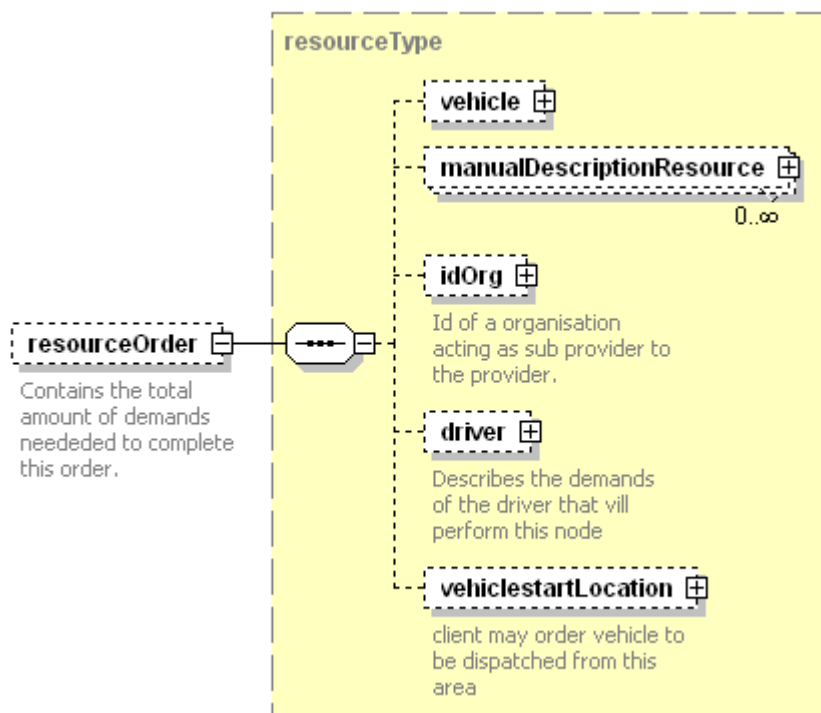 resourceType
vehicle
manualDescriptionResource
0..∞
idOrg
Id of a organisation
acting as sub provider to
the provider.
resourceOrder
Contains the total
amount of demands
neededed to complete
this order.
driver
Describes the demands
of the driver that vill
perform this node
vehiclestartLocation
client may order vehicle to
be dispatched from this
area